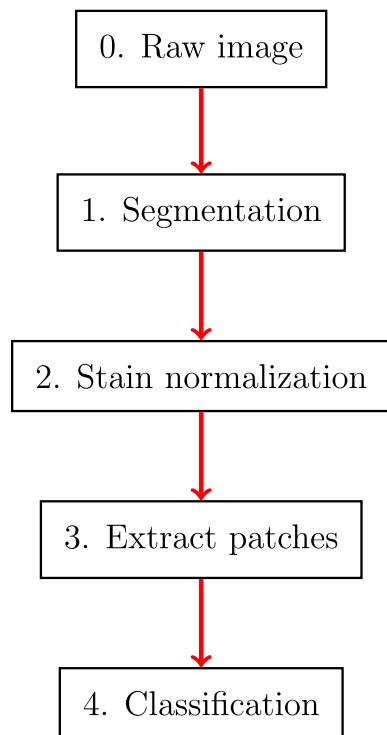 0. Raw image
1. Segmentation
2. Stain normalization
3. Extract patches
4. Classification